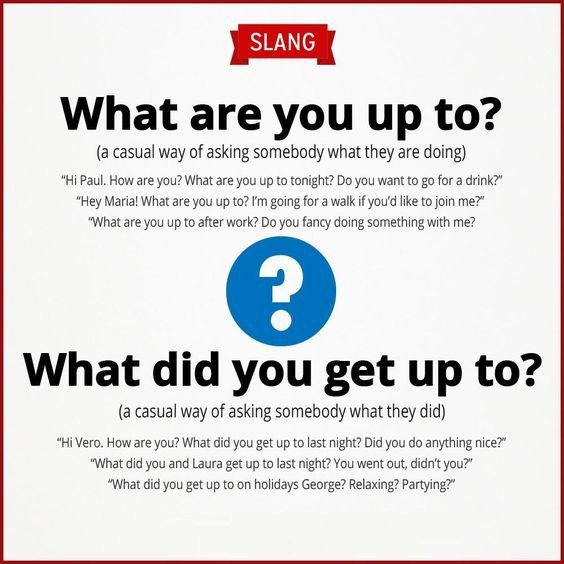 SLANG
What are you up to?
(a casual way of asking somebody what they are doing)
“Hi Paul. How are you? What are you up to tonight? Do you want to go for a drink?”
“Hey Maria! What are you up to? I’m going for a walk if you’d like to join me?”
“What are you up to after work? Do you fancy doing something with me?
?
What did you get up to?
(a casual way of asking somebody what they did)
“Hi Vero. How are you? What did you get up to last night? Did you do anything nice?”
“What did you and Laura get up to last night? You went out, didn’t you?”
“What did you get up to on holidays George? Relaxing? Partying?”